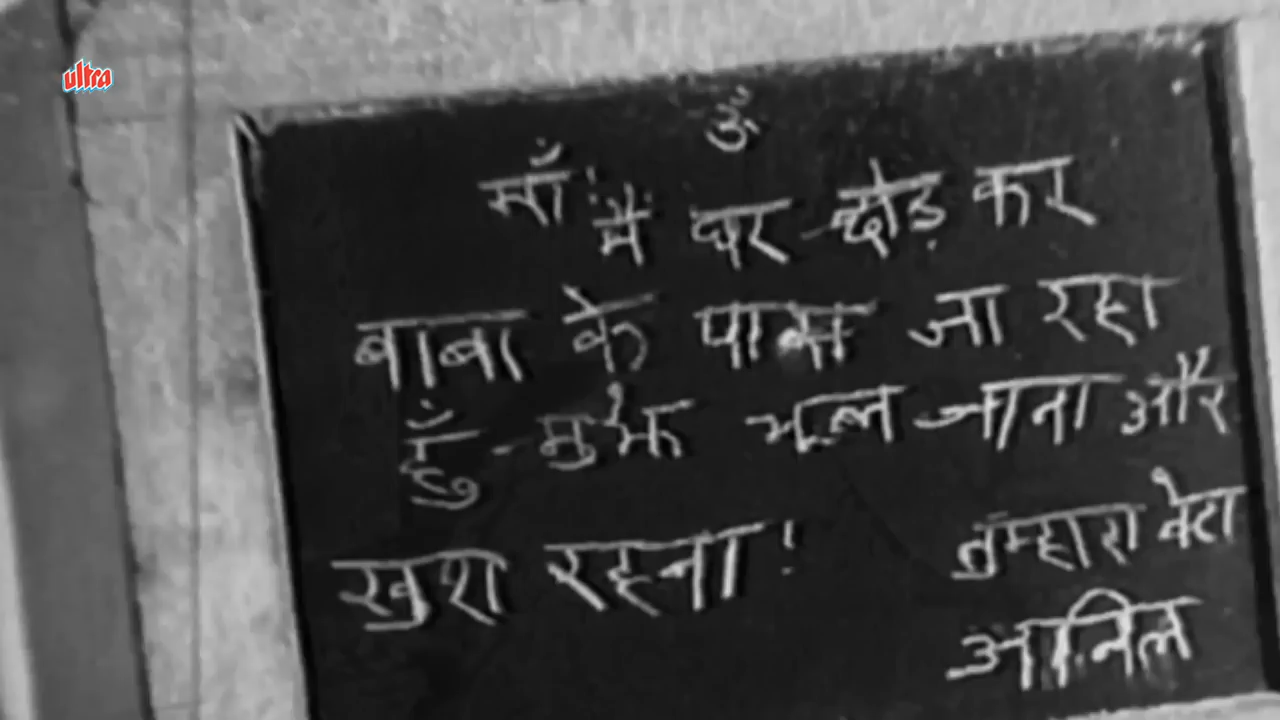 ultra
ॐ
माँ!
मैं घर छोड़ कर
बाबा के पास जा रहा
हूँ - मुझे भूल जाना और
खुश रहना!
तुम्हारा बेटा
अनिल